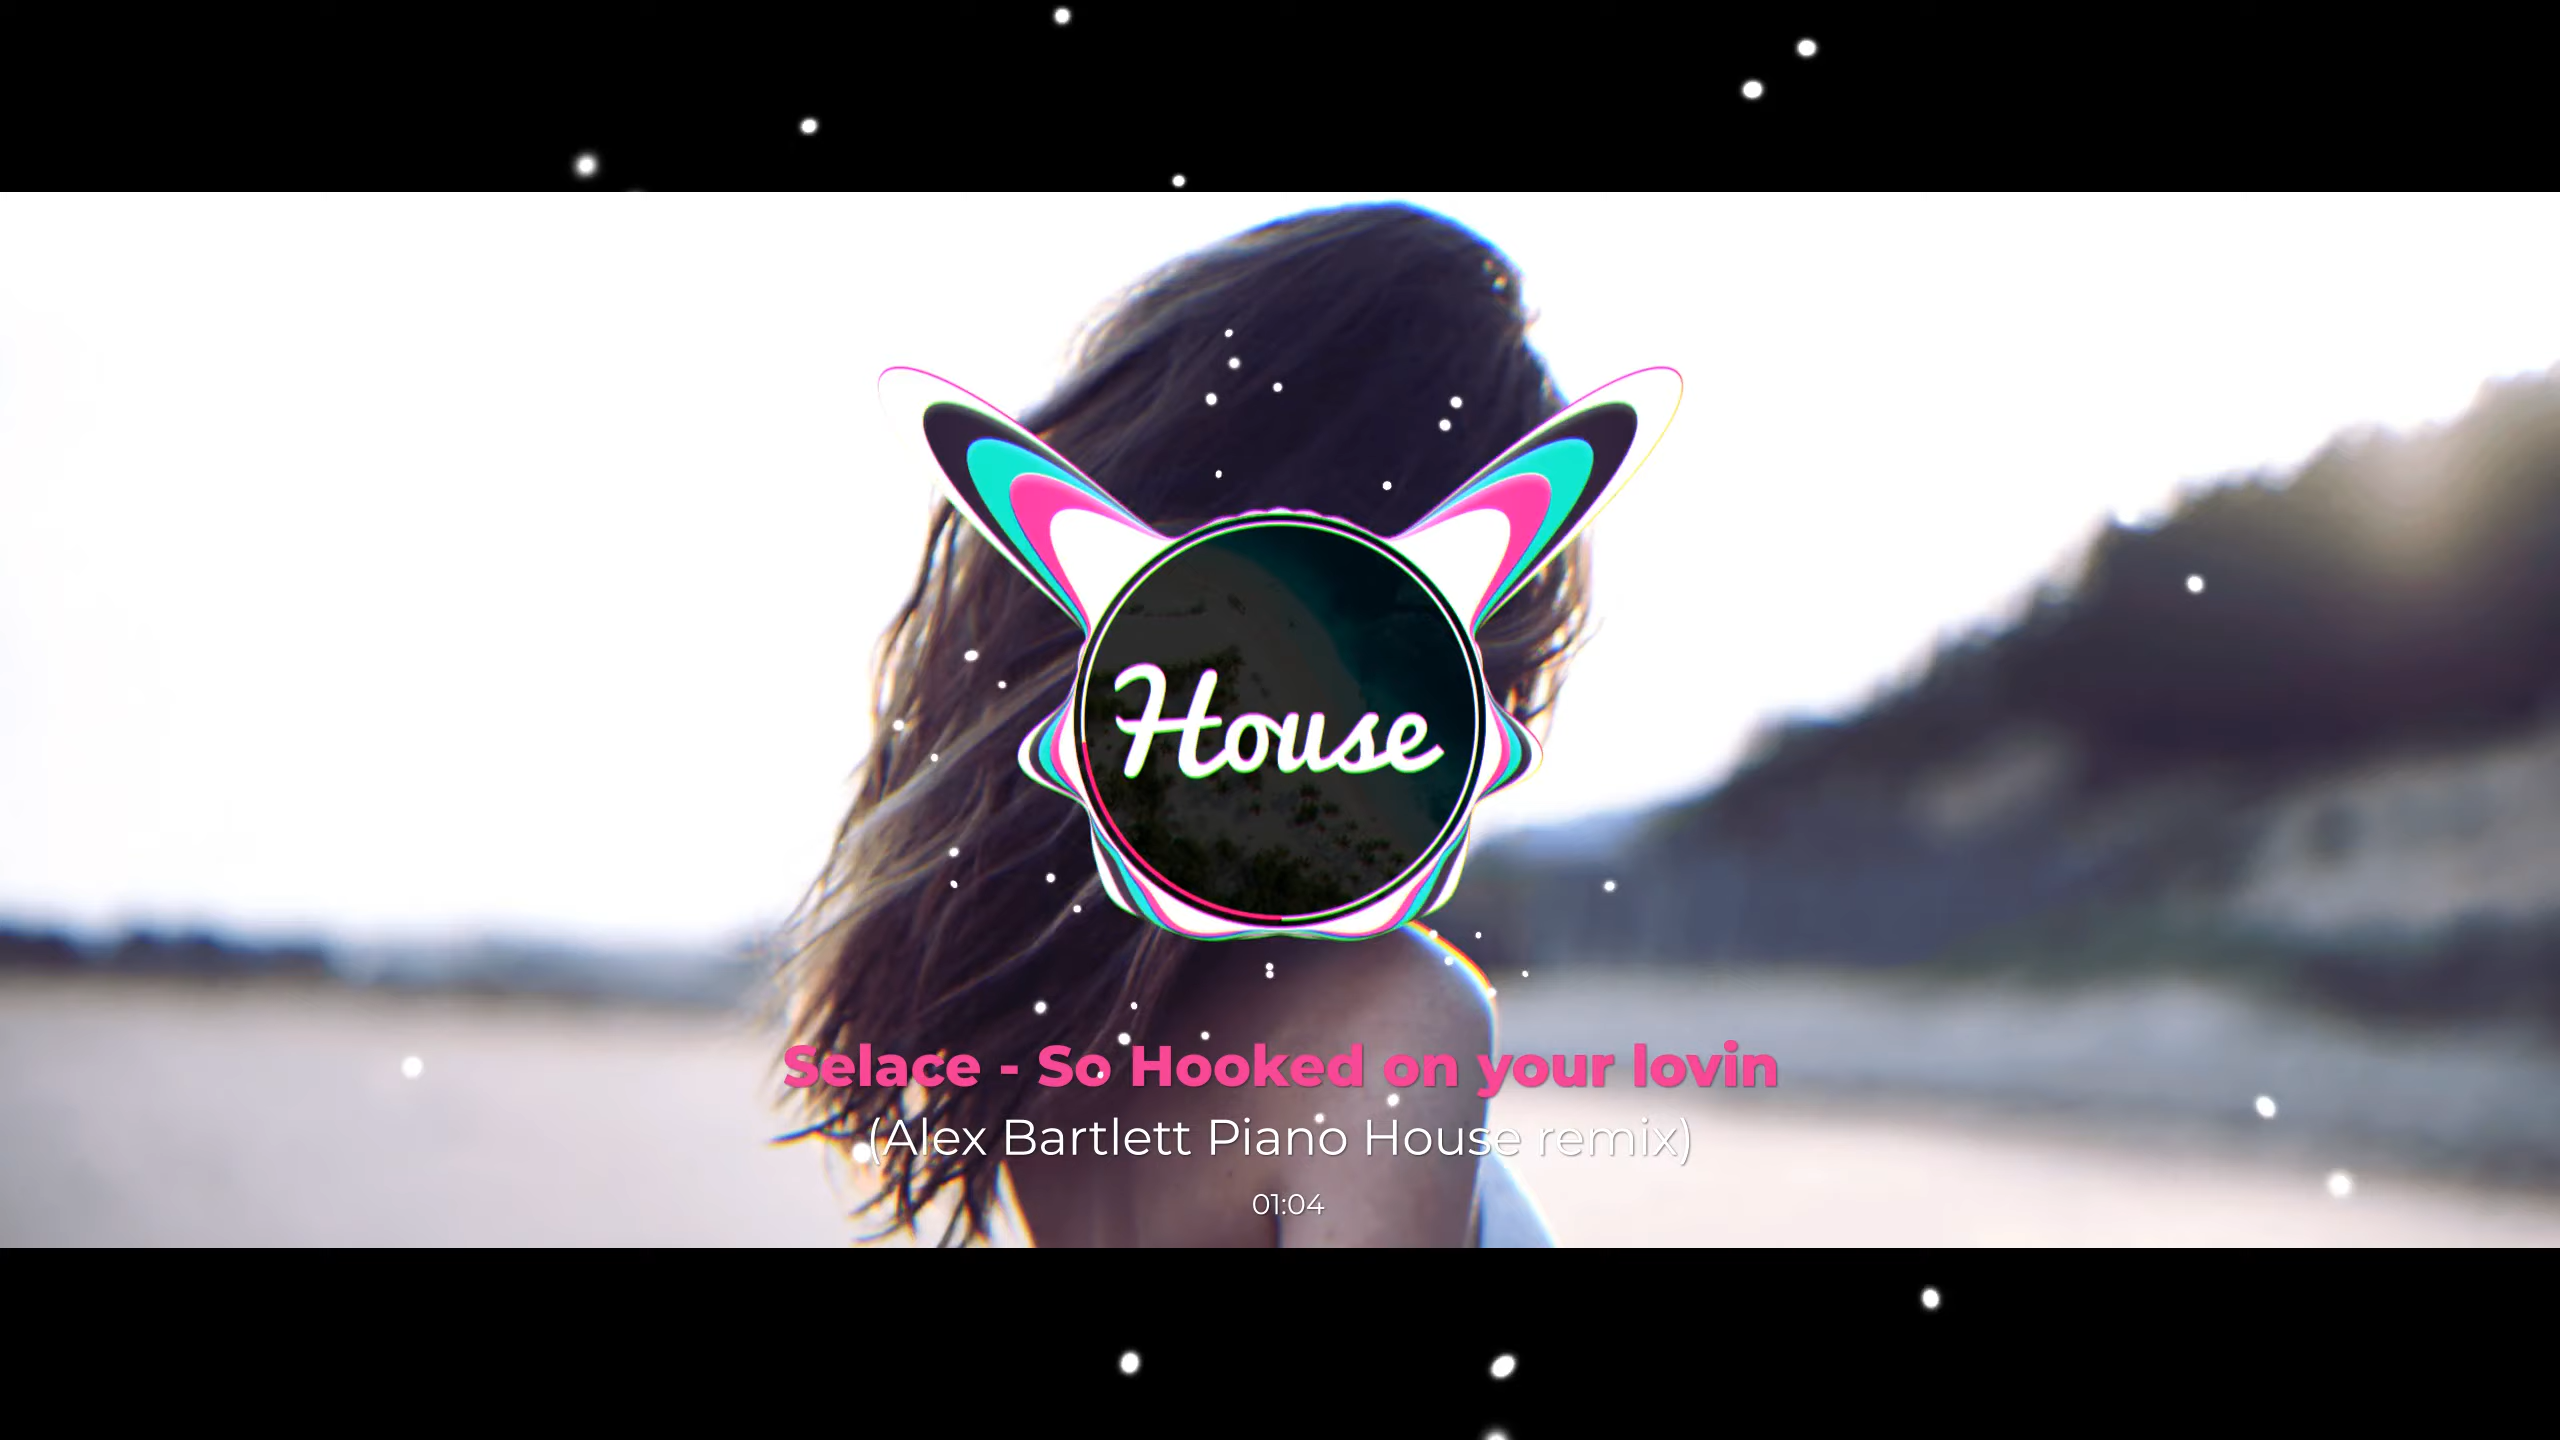 House
Selace - So Hooked on your lovin
(Alex Bartlett Piano House remix)
01:04